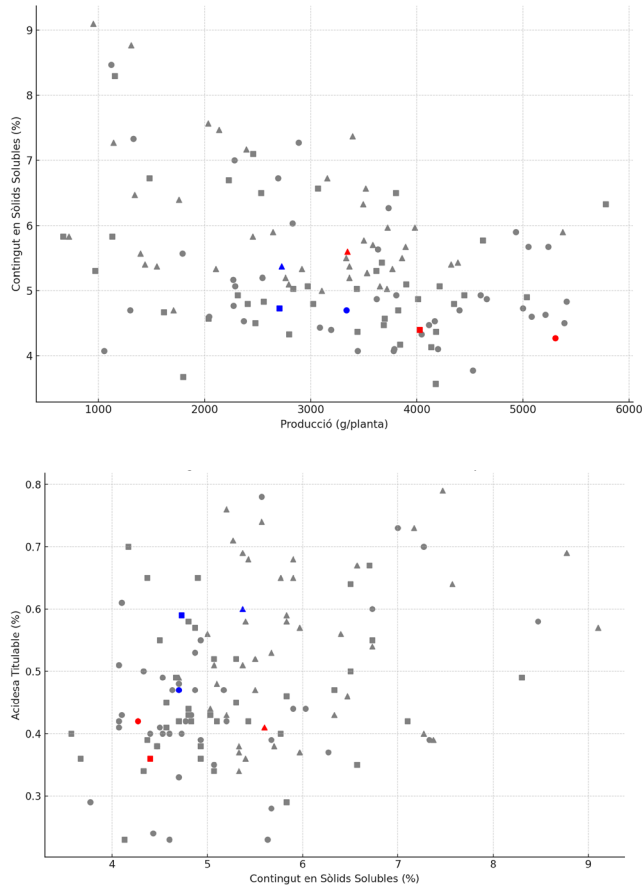 9
8
7
6
5
4
Contingut en Sòlids Solubles (%)
1000 2000 3000 4000 5000 6000
Producció (g/planta)
0.8
0.7
0.6
0.5
0.4
0.3
Acidesa Titulable (%)
4 5 6 7 8 9
Contingut en Sòlids Solubles (%)